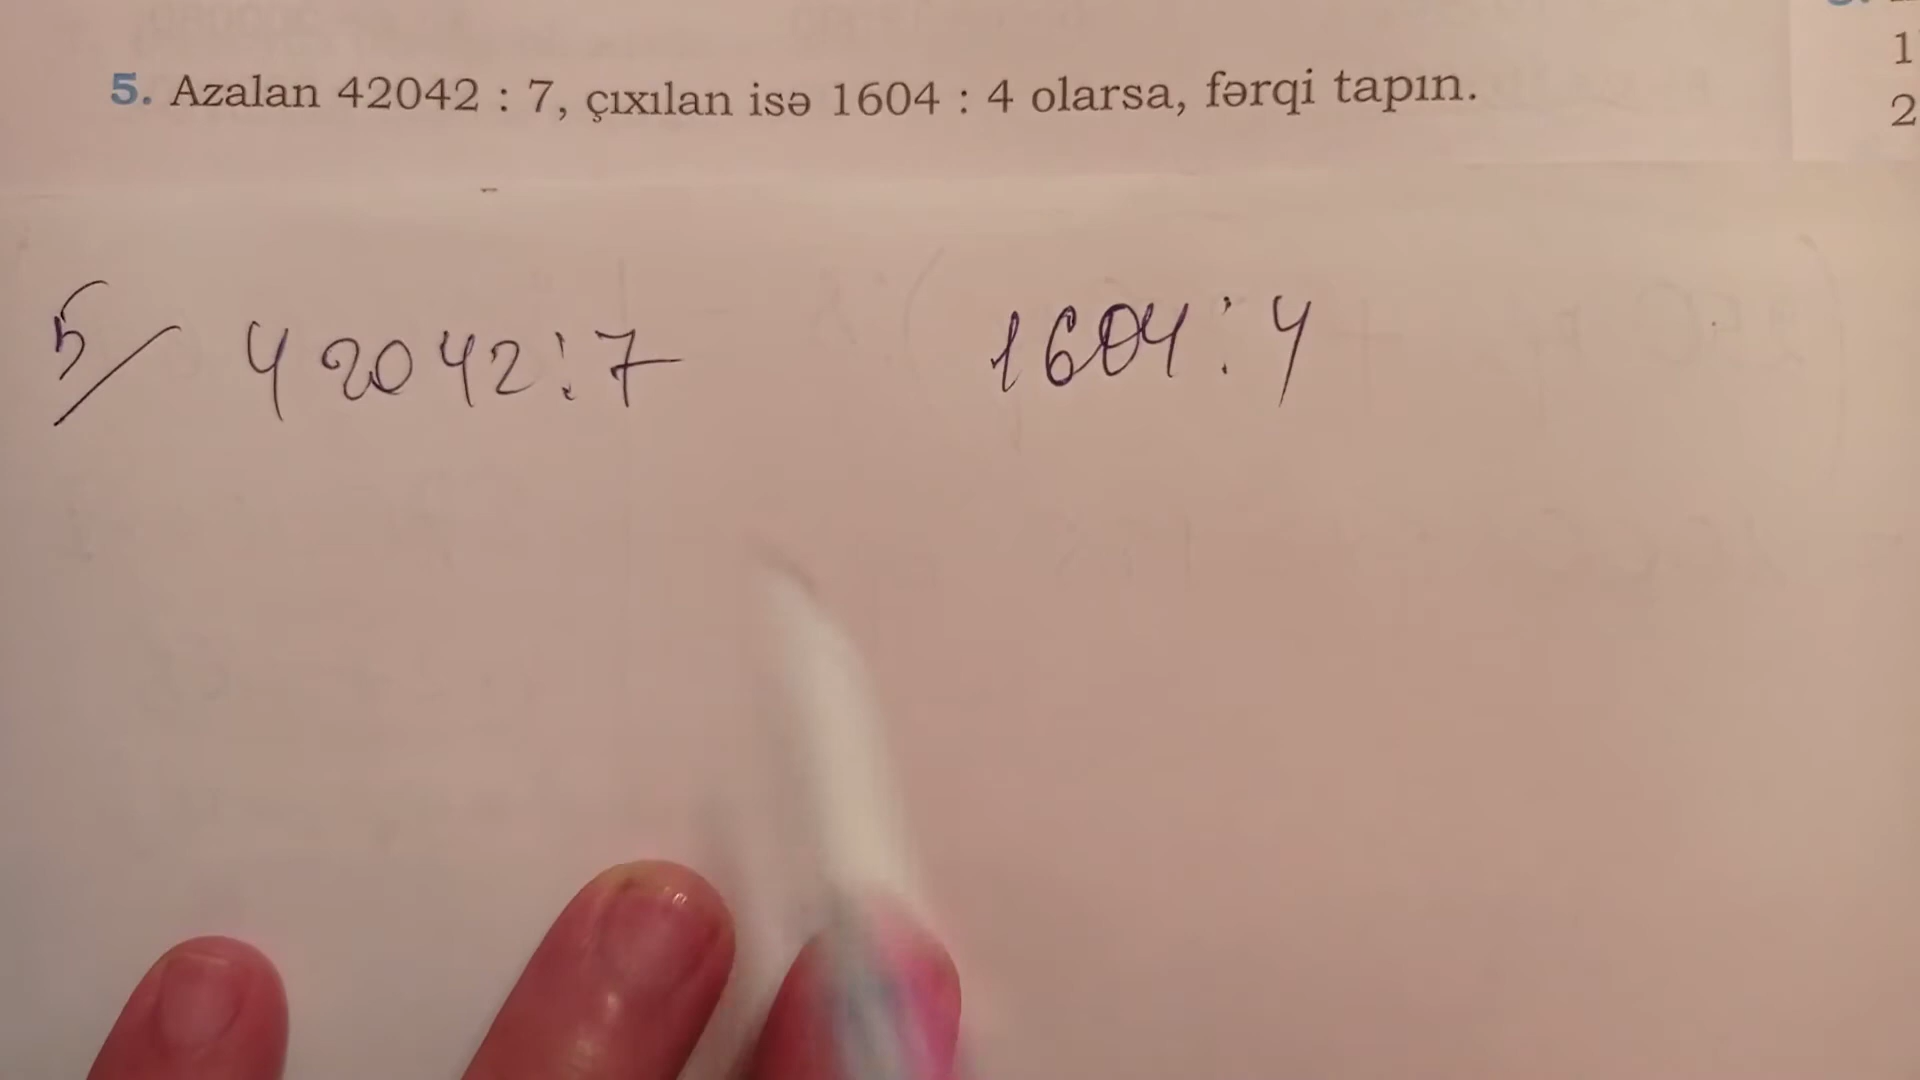 5. Azalan 42042 : 7, çıxılan isə 1604 : 4 olarsa, fərqi tapın.
1
2
5/ 42042:7 1604:4